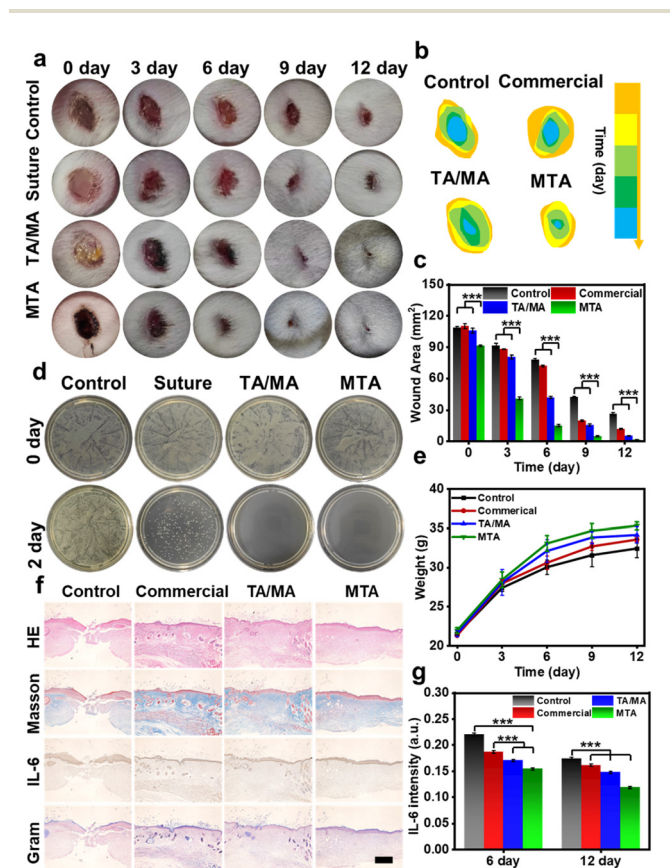 a
0 day 3 day 6 day 9 day 12 day
Control
Suture
TA/MA
MTA
b
Control Commercial
TA/MA MTA
Time (day)
c
Wound Area (mm²)
150
120
90
60
30
0
Control Commercial
TA/MA MTA
***
***
***
***
***
0 3 6 9 12
Time (day)
d
Control Suture TA/MA MTA
0 day
2 day
e
Weight (g)
40
35
30
25
20
Control
Commerical
TA/MA
MTA
0 3 6 9 12
Time (day)
f
Control Commercial TA/MA MTA
HE
Masson
IL-6
Gram
g
IL-6 intensity (a.u.)
0.30
0.25
0.20
0.15
0.10
0.05
0.00
Control TA/MA
Commercial MTA
***
***
***
6 day 12 day